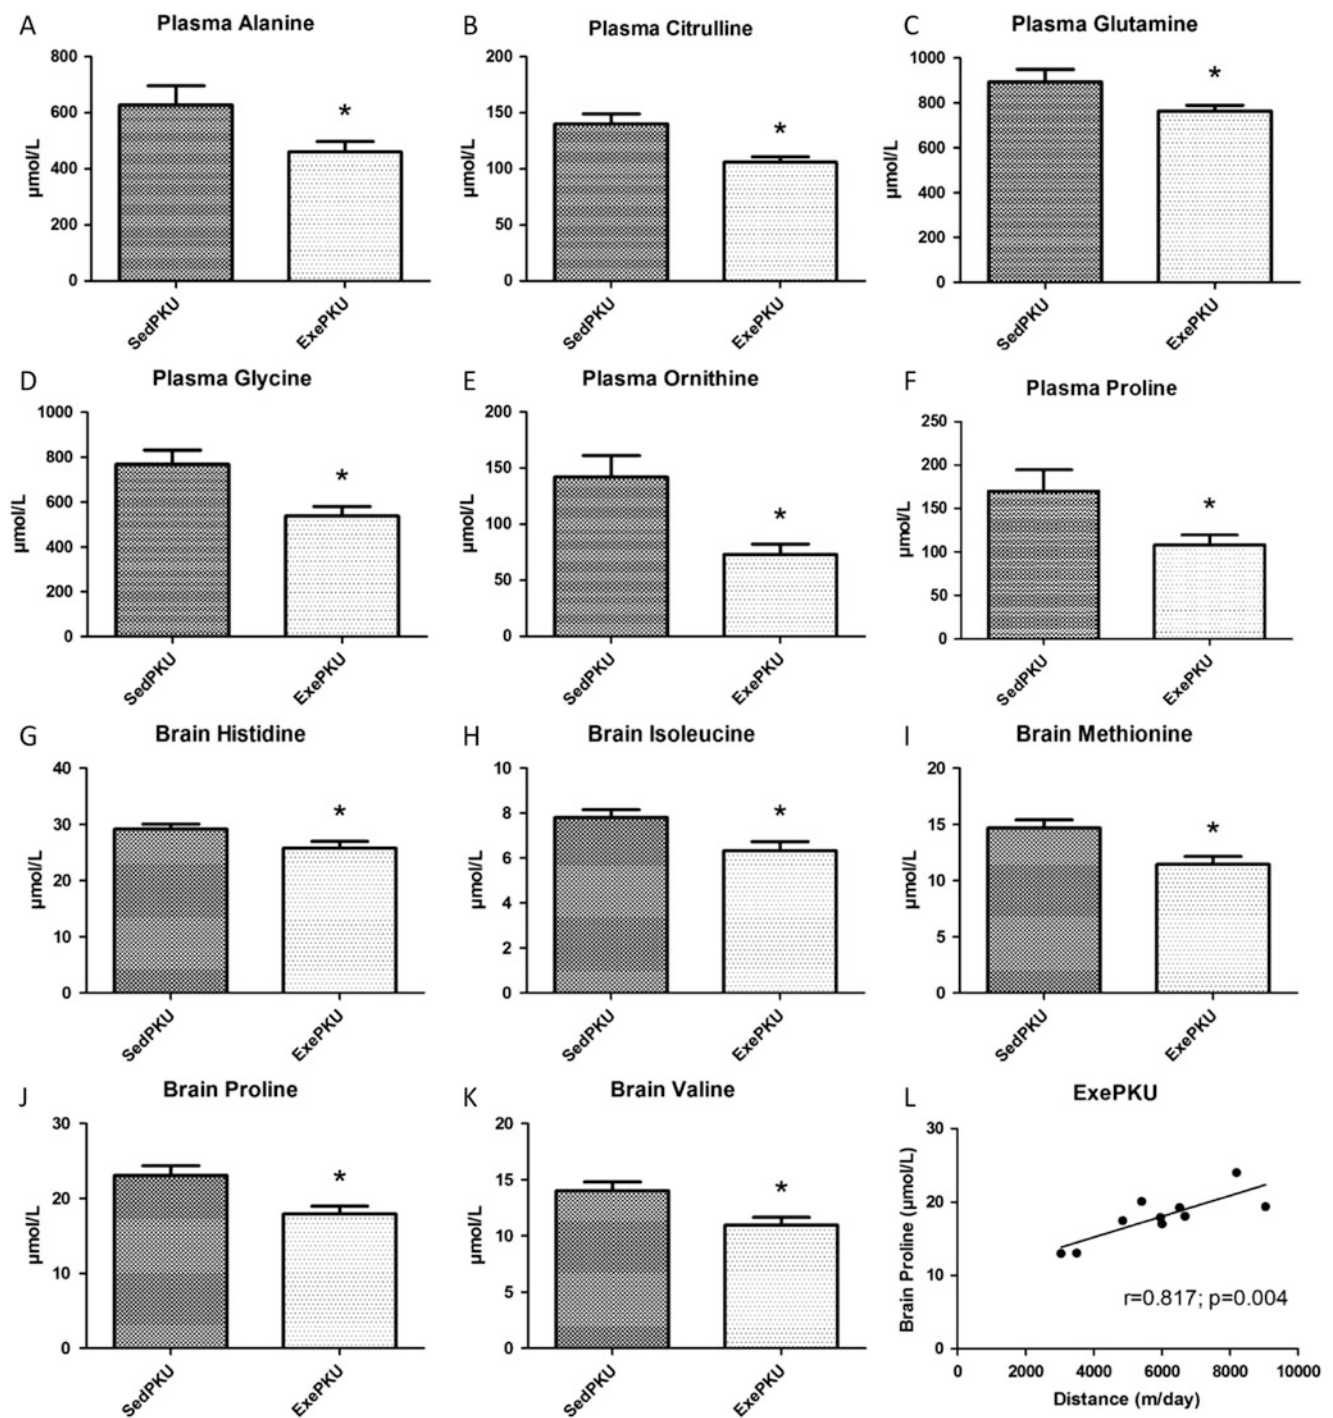 A Plasma Alanine
µmol/L
800
600
400
200
0
*
SedPKU
ExePKU
B Plasma Citrulline
µmol/L
200
150
100
50
0
*
SedPKU
ExePKU
C Plasma Glutamine
µmol/L
1000
800
600
400
200
0
*
SedPKU
ExePKU
D Plasma Glycine
µmol/L
1000
800
600
400
200
0
*
SedPKU
ExePKU
E Plasma Ornithine
µmol/L
200
150
100
50
0
*
SedPKU
ExePKU
F Plasma Proline
µmol/L
250
200
150
100
50
0
*
SedPKU
ExePKU
G Brain Histidine
µmol/L
40
30
20
10
0
*
SedPKU
ExePKU
H Brain Isoleucine
µmol/L
10
8
6
4
2
0
*
SedPKU
ExePKU
I Brain Methionine
µmol/L
20
15
10
5
0
*
SedPKU
ExePKU
J Brain Proline
µmol/L
30
20
10
0
*
SedPKU
ExePKU
K Brain Valine
µmol/L
20
15
10
5
0
*
SedPKU
ExePKU
L ExePKU
Brain Proline (µmol/L)
30
20
10
0
r=0.817; p=0.004
0 2000 4000 6000 8000 10000
Distance (m/day)